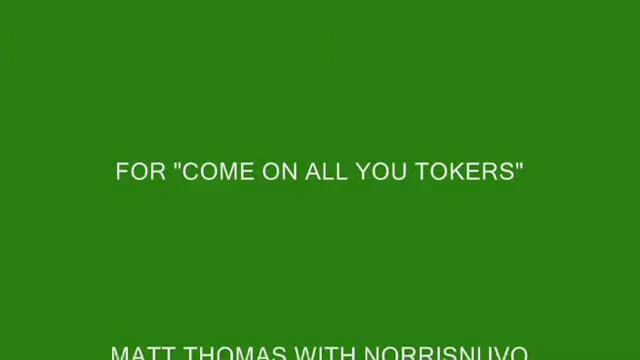 FOR "COME ON ALL YOU TOKERS"
MATT THOMAS WITH NORRISNUVO